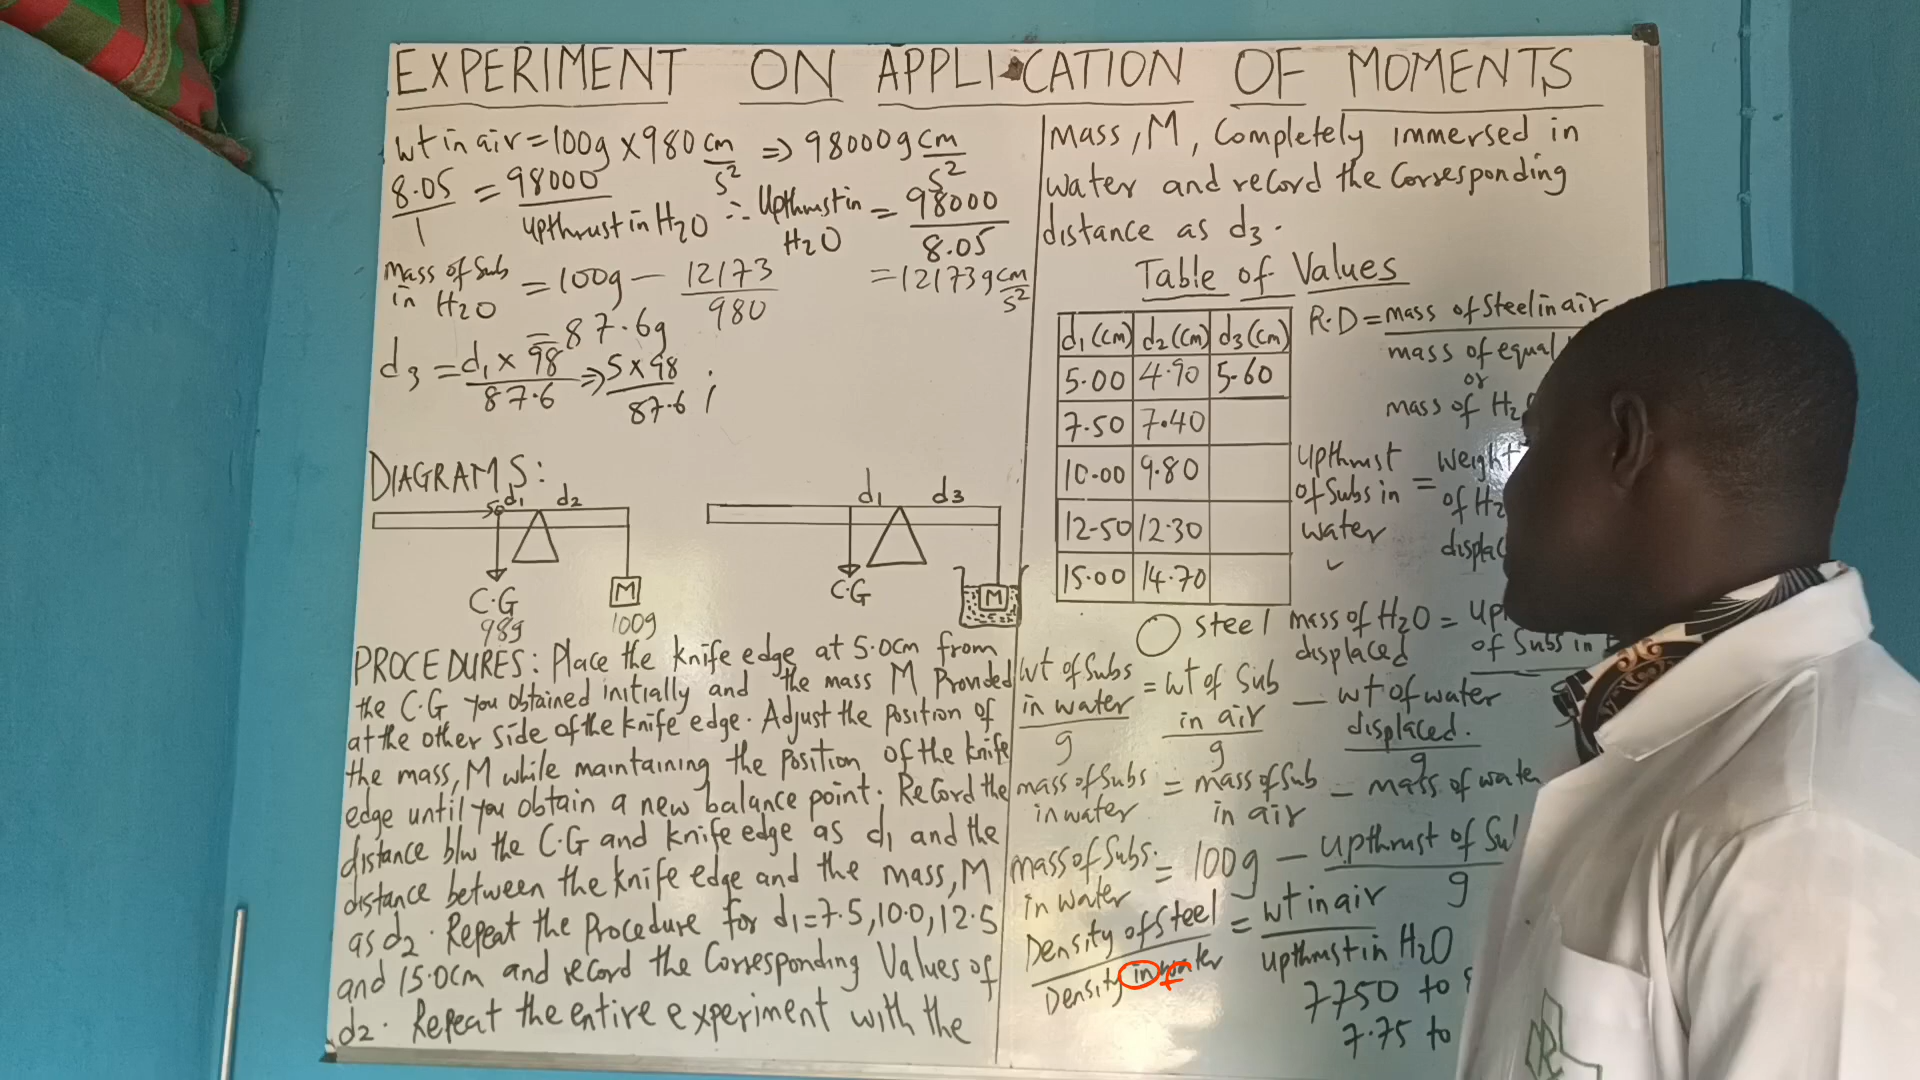 EXPERIMENT ON APPLICATION OF MOMENTS
wt in air = 100g × 980 cm/s² ⇒ 98000g cm/s²
8.05/1 = 98000/upthrust in H2O ∴ Upthrust in H2O = 98000/8.05
= 12173g cm/s²
Mass of Sub in H2O = 100g - 12173/980
= 87.6g
d3 = d1 × 98/87.6 ⇒ 5 × 98/87.6 ;
DIAGRAMS:
50 d1 d2
C.G M
98g 100g
d1 d3
C.G M
PROCEDURES: Place the knife edge at 5.0cm from
the C.G you obtained initially and the mass M Provided
at the other side of the knife edge. Adjust the position of
the mass, M while maintaining the Position of the knife
edge until you obtain a new balance point. Record the
distance b/w the C.G and knife edge as d1 and the
distance between the knife edge and the mass, M
as d2. Repeat the Procedure for d1=7.5, 10.0, 12.5
and 15.0cm and record the Corresponding Values of
d2. Repeat the entire experiment with the
Mass, M, Completely immersed in
water and record the Corresponding
distance as d3.
Table of Values
d1(cm) d2(cm) d3(cm)
5.00 4.90 5.60
7.50 7.40
10.00 9.80
12.50 12.30
15.00 14.70
R.D = mass of Steel in air
mass of equal
or
mass of H2
Upthrust of Subs in water = weight of H2
steel
mass of H2O displaced =
of Subs in
Wt of Subs in water/g = wt of Sub in air/g - wt of water displaced./g
mass of Subs in water = mass of Sub in air - mass of water
mass of Subs. in water = 100g - upthrust of/g
Density of Steel/Density in water = wt in air/upthrust in H2O
of
7750 to
7.75 to